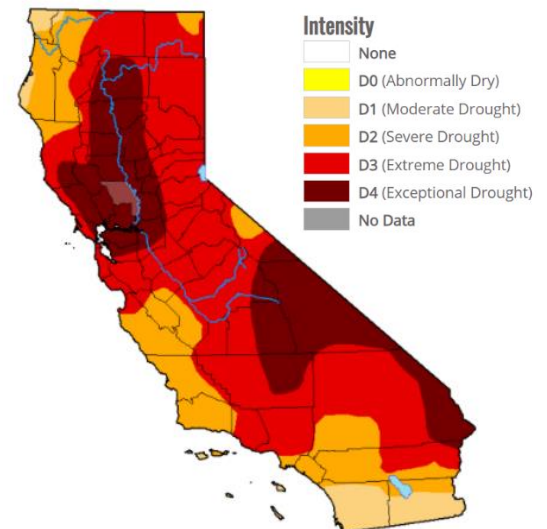 Intensity
None
D0 (Abnormally Dry)
D1 (Moderate Drought)
D2 (Severe Drought)
D3 (Extreme Drought)
D4 (Exceptional Drought)
No Data